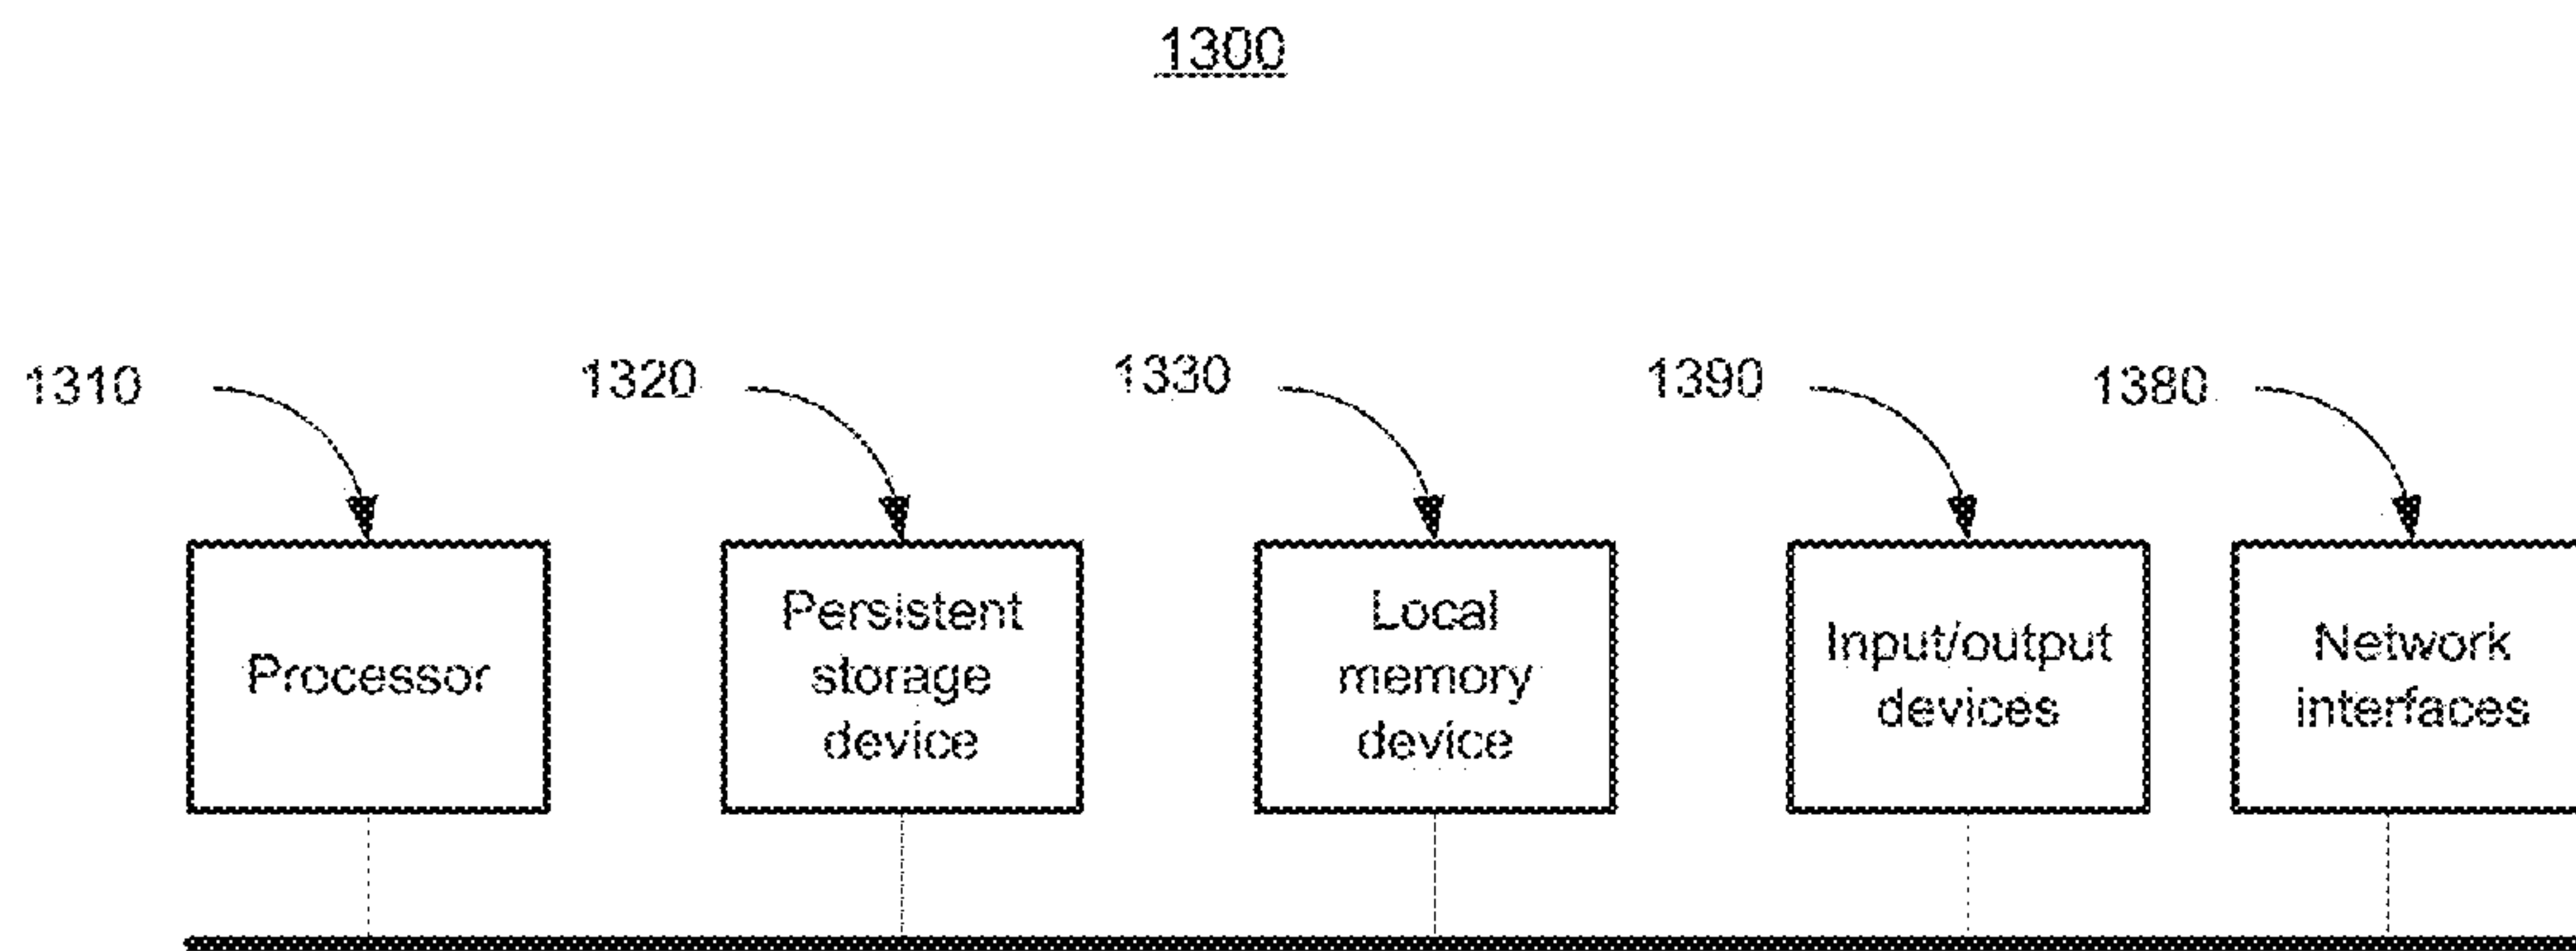 1300
1310
1320
1330
1390
1380
Processor
Persistent
storage
device
Local
memory
device
Input/output
devices
Network
interfaces